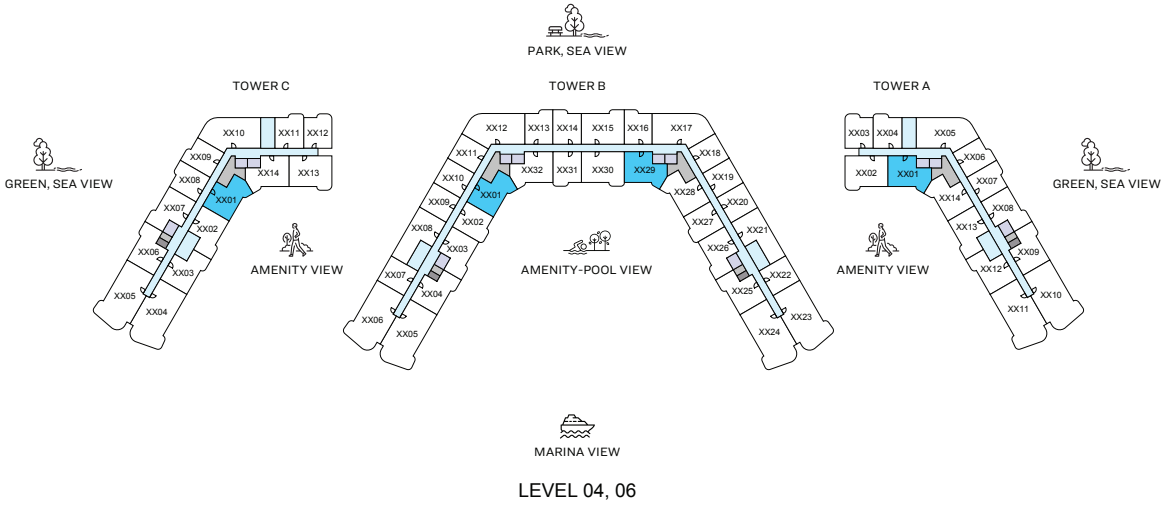 PARK, SEA VIEW
TOWER C
TOWER B
TOWER A
GREEN, SEA VIEW
XX10
XX11
XX12
XX09
XX14
XX13
XX08
XX07
XX01
XX02
XX06
XX03
XX05
XX04
AMENITY VIEW
XX12
XX13
XX14
XX15
XX16
XX17
XX11
XX32
XX31
XX30
XX29
XX18
XX10
XX01
XX28
XX19
XX09
XX02
XX27
XX20
XX08
XX03
XX26
XX21
XX07
XX04
XX25
XX22
XX06
XX05
XX24
XX23
AMENITY-POOL VIEW
XX03
XX04
XX05
XX02
XX01
XX06
XX14
XX07
XX13
XX08
XX12
XX09
XX11
XX10
AMENITY VIEW
GREEN, SEA VIEW
MARINA VIEW
LEVEL 04, 06